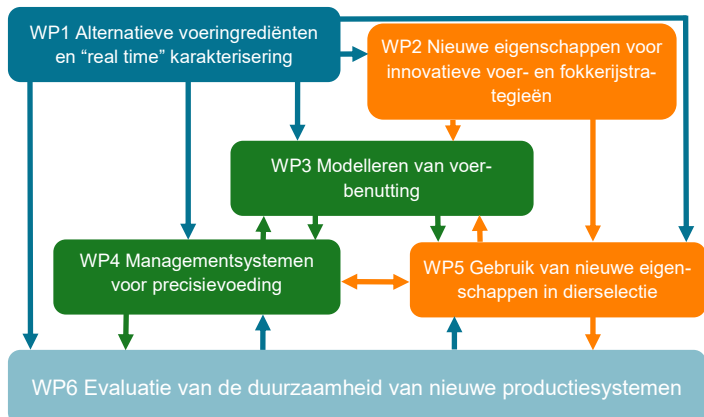 WP1 Alternatieve voeringrediënten
en “real time” karakterisering
WP2 Nieuwe eigenschappen voor
innovatieve voer- en fokkerijstra-
tegieën
WP3 Modelleren van voer-
benutting
WP4 Managementsystemen
voor precisievoeding
WP5 Gebruik van nieuwe eigen-
schappen in dierselectie
WP6 Evaluatie van de duurzaamheid van nieuwe productiesystemen